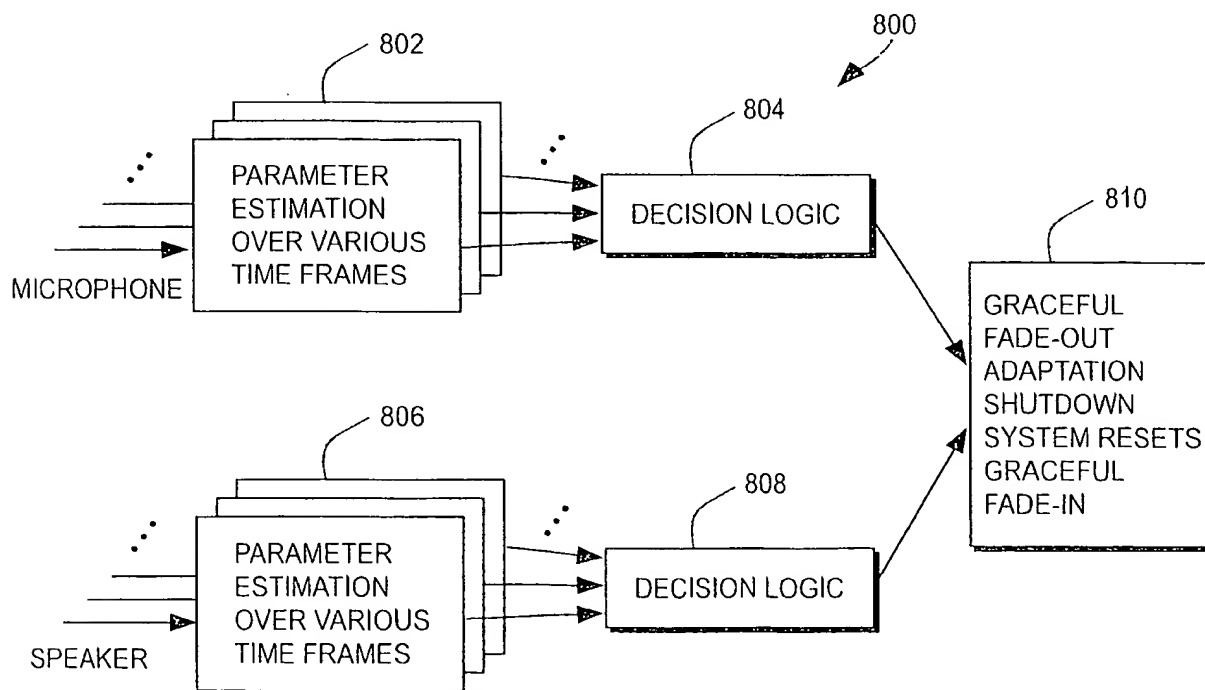 800
802
804
PARAMETER
ESTIMATION
OVER VARIOUS
TIME FRAMES
MICROPHONE
DECISION LOGIC
810
GRACEFUL
FADE-OUT
ADAPTATION
SHUTDOWN
SYSTEM RESETS
GRACEFUL
FADE-IN
806
808
PARAMETER
ESTIMATION
OVER VARIOUS
TIME FRAMES
SPEAKER
DECISION LOGIC